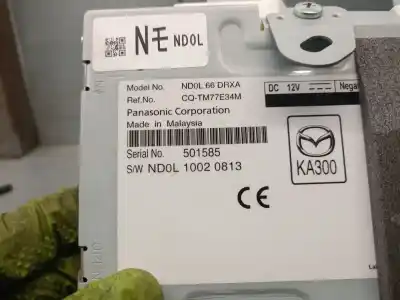 NE ND0L
Model No. ND0L 66 DRXA
Ref.No. CQ-TM77E34M
Panasonic Corporation
Made in Malaysia
DC 12V
Serial No. 501585
S/W ND0L 1002 0813
KA300
CE